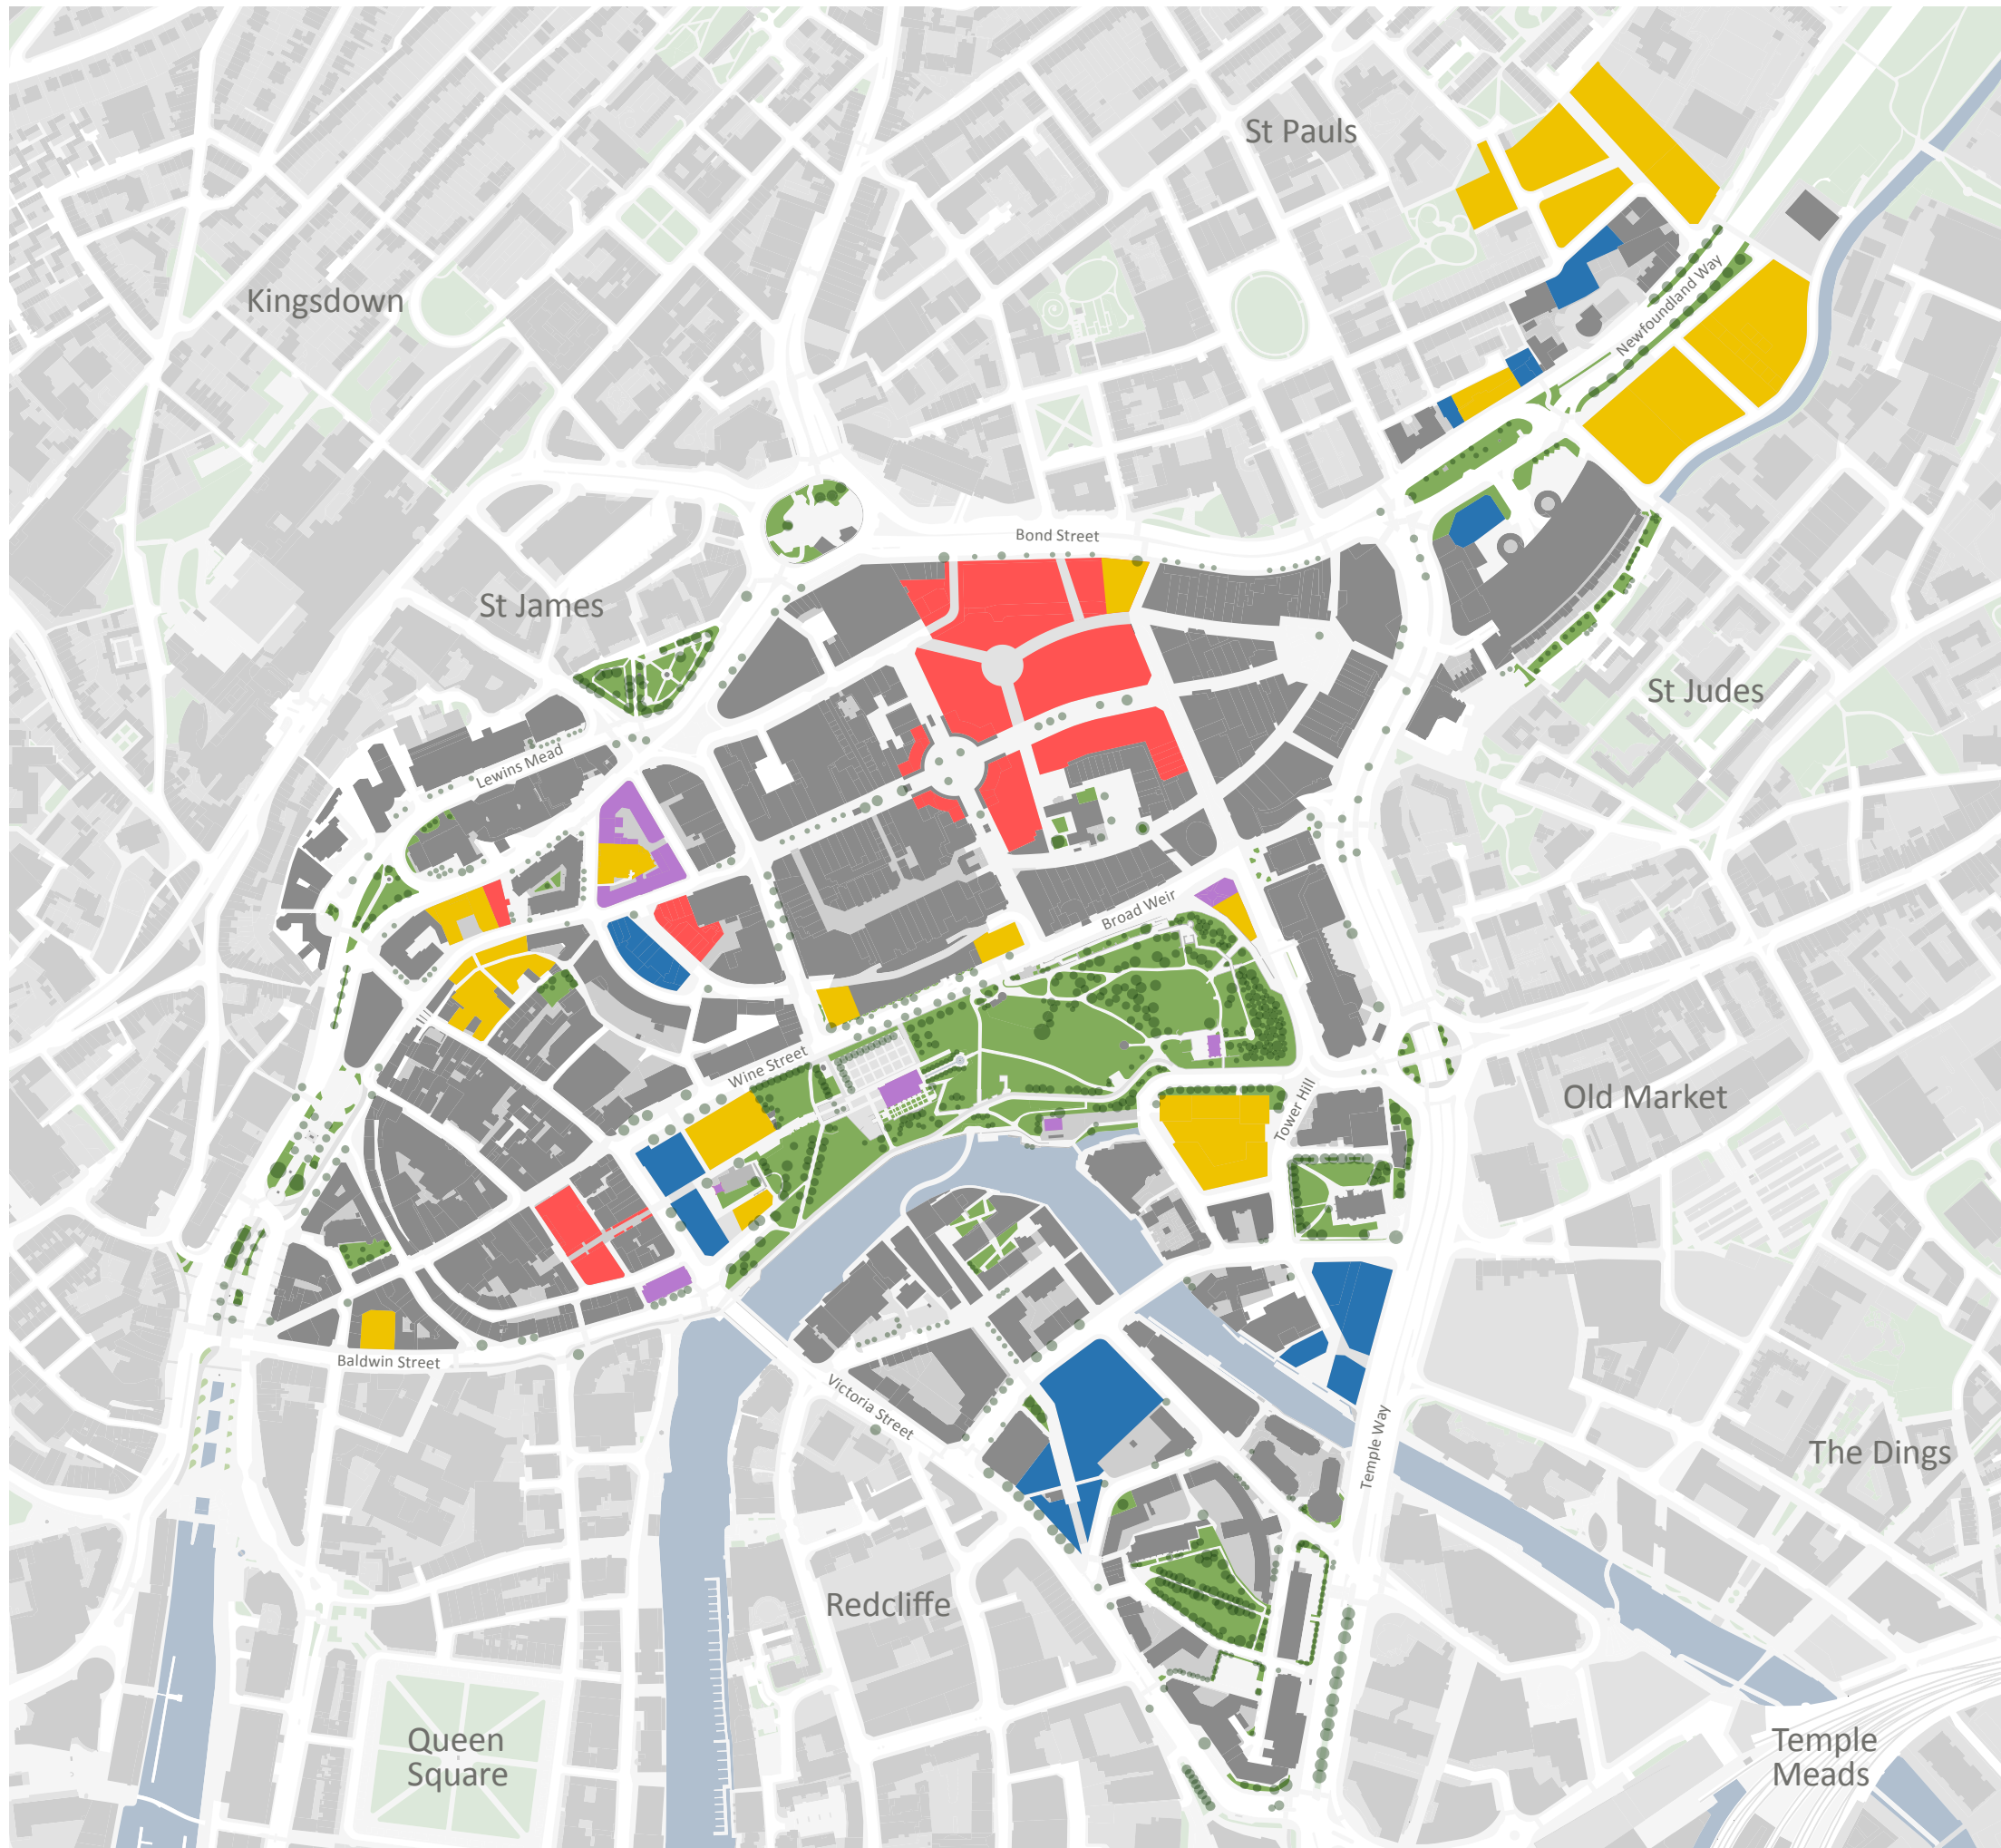 St Pauls
Kingsdown
Newfoundland Way
Bond Street
St James
St Judes
Lewins Mead
Broad Weir
Wine Street
Old Market
Tower Hill
Baldwin Street
Victoria Street
Temple Way
The Dings
Redcliffe
Queen
Square
Temple
Meads